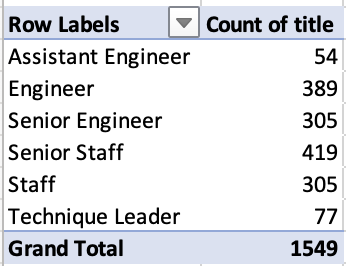 Row Labels Count of title
Assistant Engineer 54
Engineer 389
Senior Engineer 305
Senior Staff 419
Staff 305
Technique Leader 77
Grand Total 1549